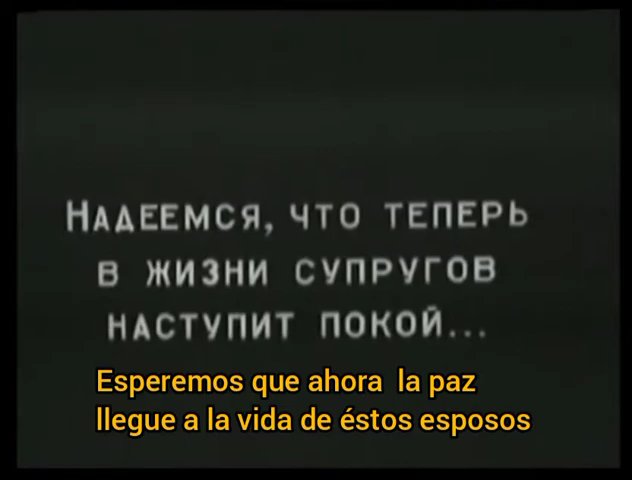 Надеемся, что теперь
в жизни супругов
наступит покой...
Esperemos que ahora la paz
llegue a la vida de éstos esposos